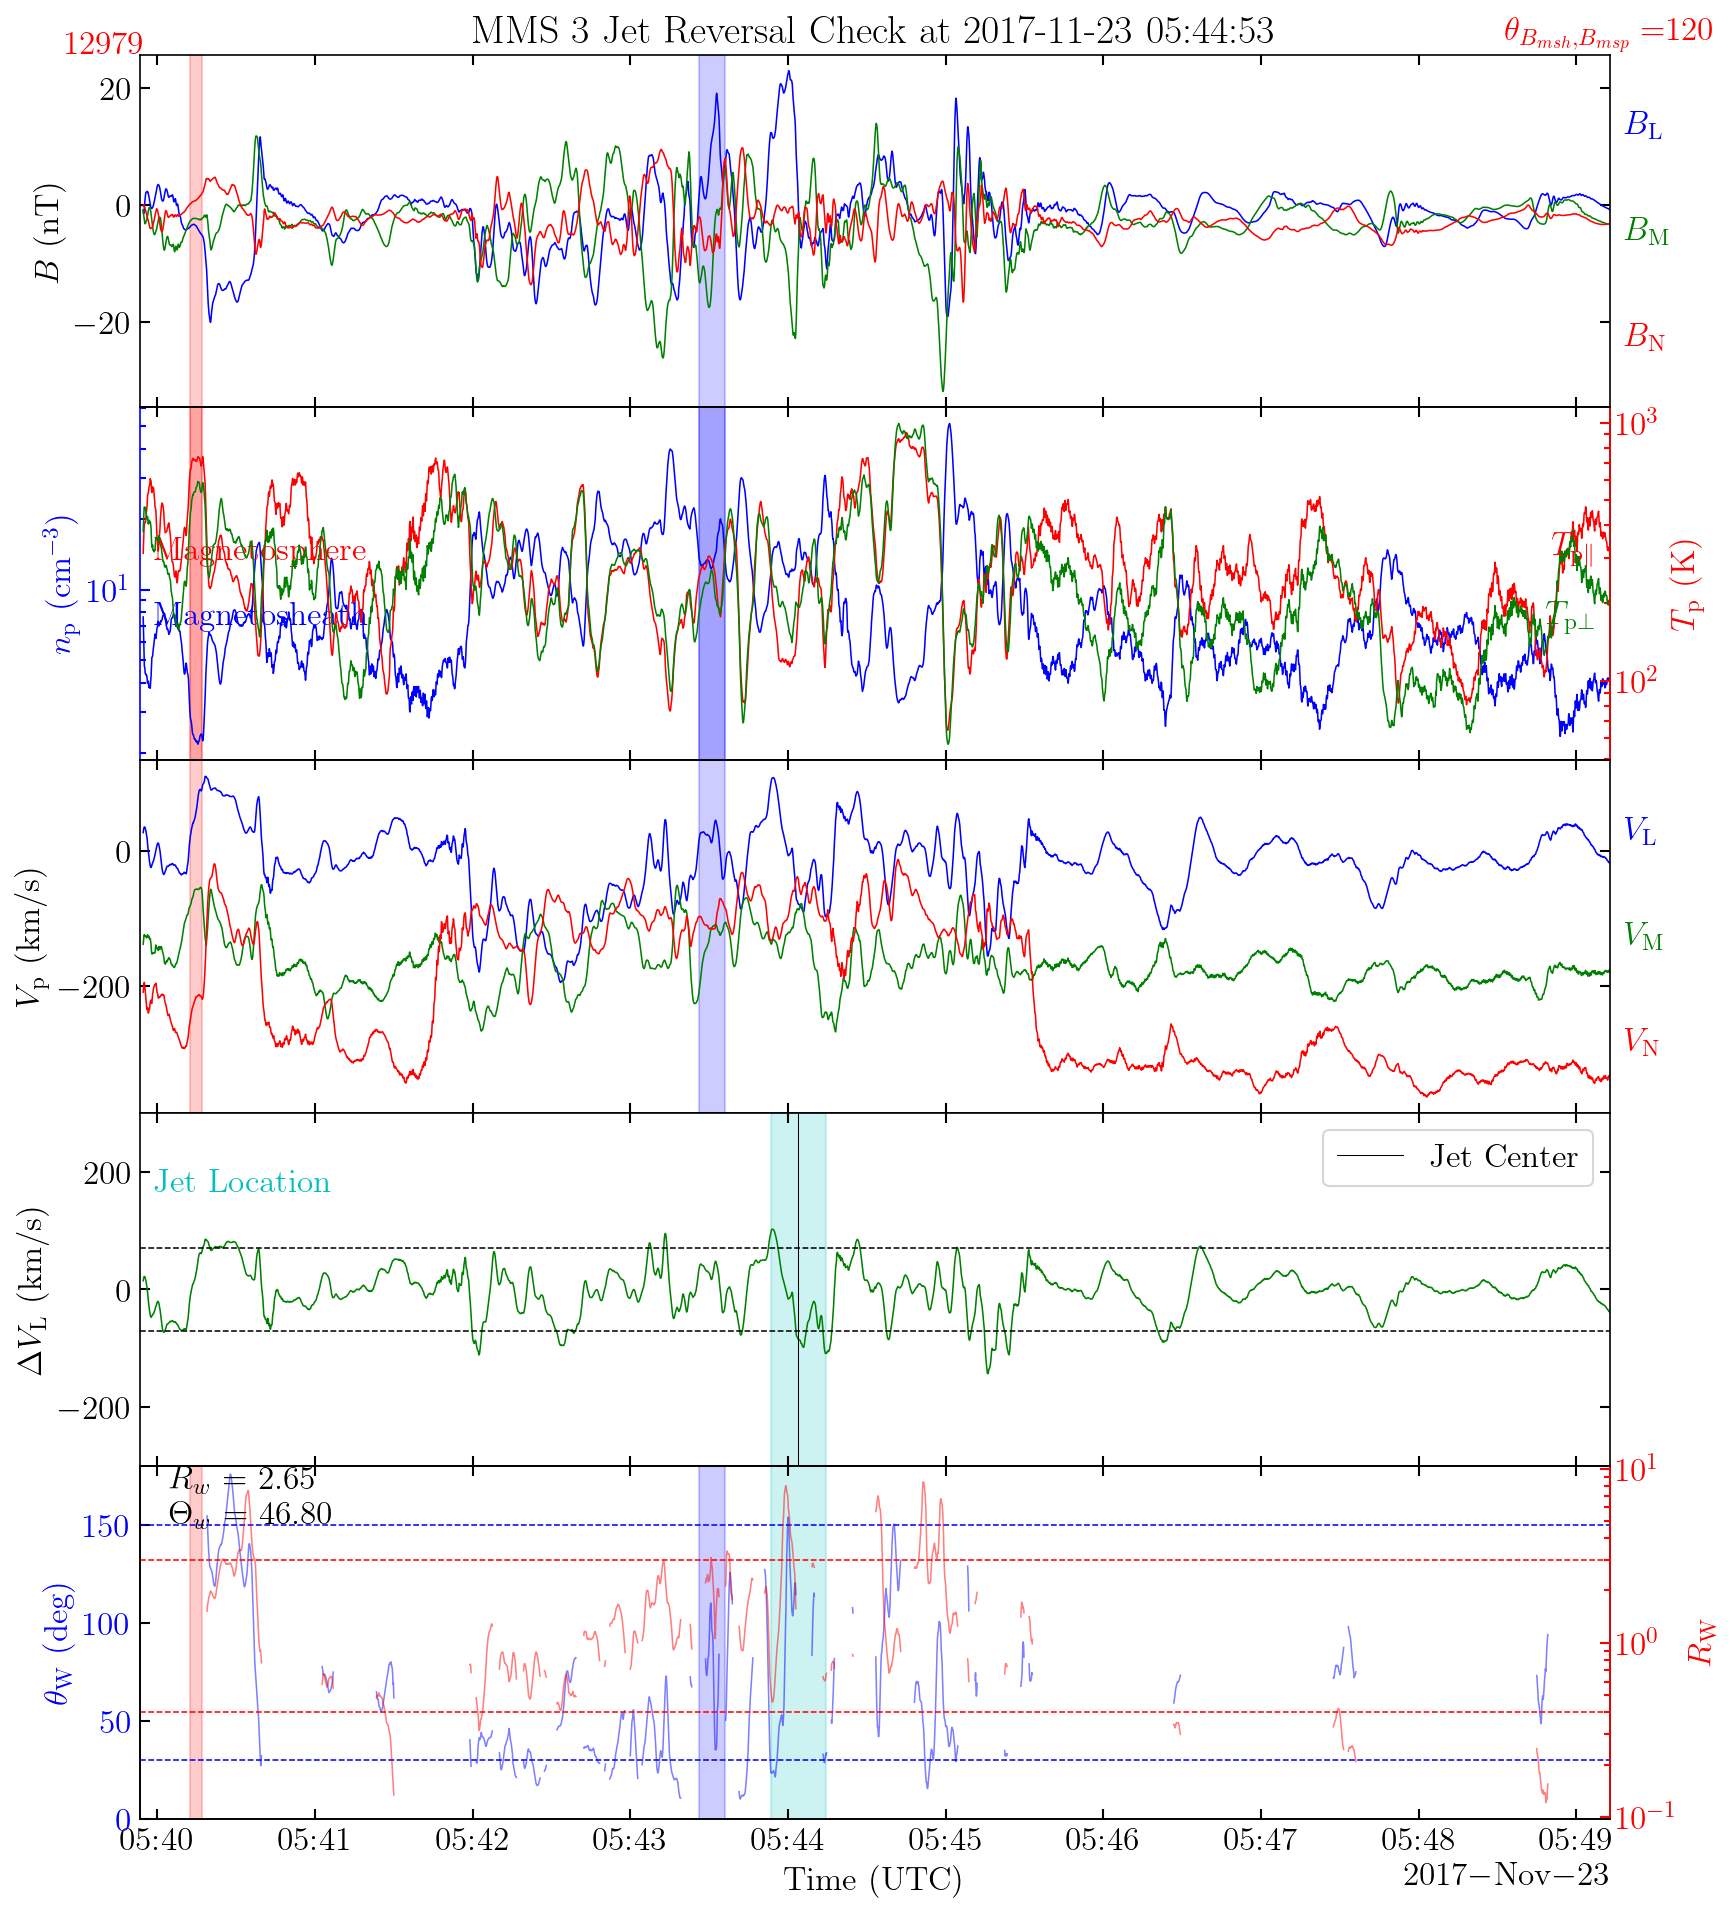 MMS 3 Jet Reversal Check at 2017-11-23 05:44:53
12979
θ_{B_{msh},B_{msp}} =120
20
0
−20
B (nT)
B_L
B_M
B_N
10^1
n_p (cm^{−3})
Magnetosphere
Magnetosheath
T_{p∥}
T_{p⊥}
10^3
10^2
T_p (K)
0
−200
V_p (km/s)
V_L
V_M
V_N
200
0
−200
ΔV_L (km/s)
Jet Location
Jet Center
R_w = 2.65
Θ_w = 46.80
150
100
50
0
θ_W (deg)
10^1
10^0
10^{−1}
R_W
05:40 05:41 05:42 05:43 05:44 05:45 05:46 05:47 05:48 05:49
Time (UTC)
2017−Nov−23